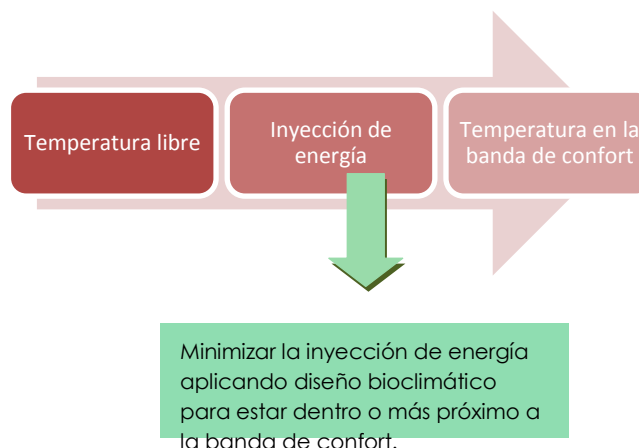 Temperatura libre
Inyección de
energía
Temperatura en la
banda de confort
Minimizar la inyección de energía
aplicando diseño bioclimático
para estar dentro o más próximo a
la banda de confort.